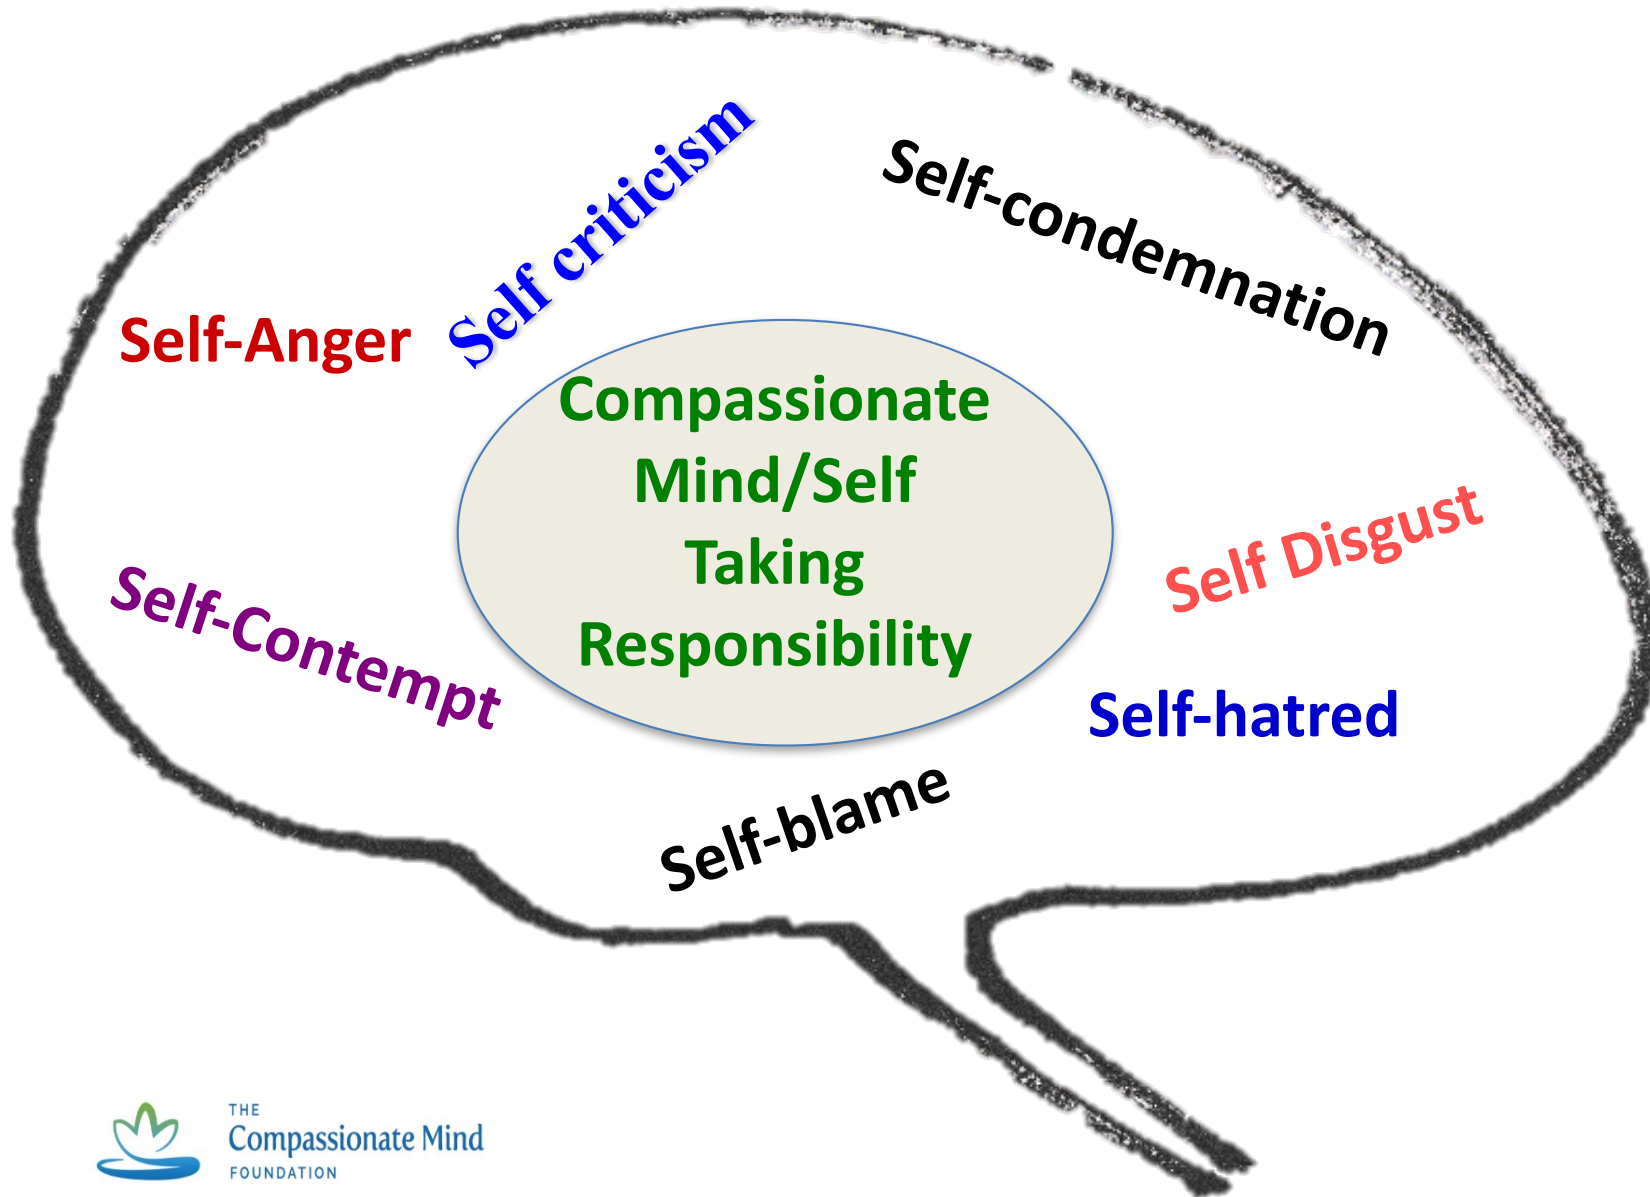 Self criticism
Self-condemnation
Self-Anger
Compassionate
Mind/Self
Taking
Responsibility
Self Disgust
Self-Contempt
Self-hatred
Self-blame
THE
Compassionate Mind
FOUNDATION